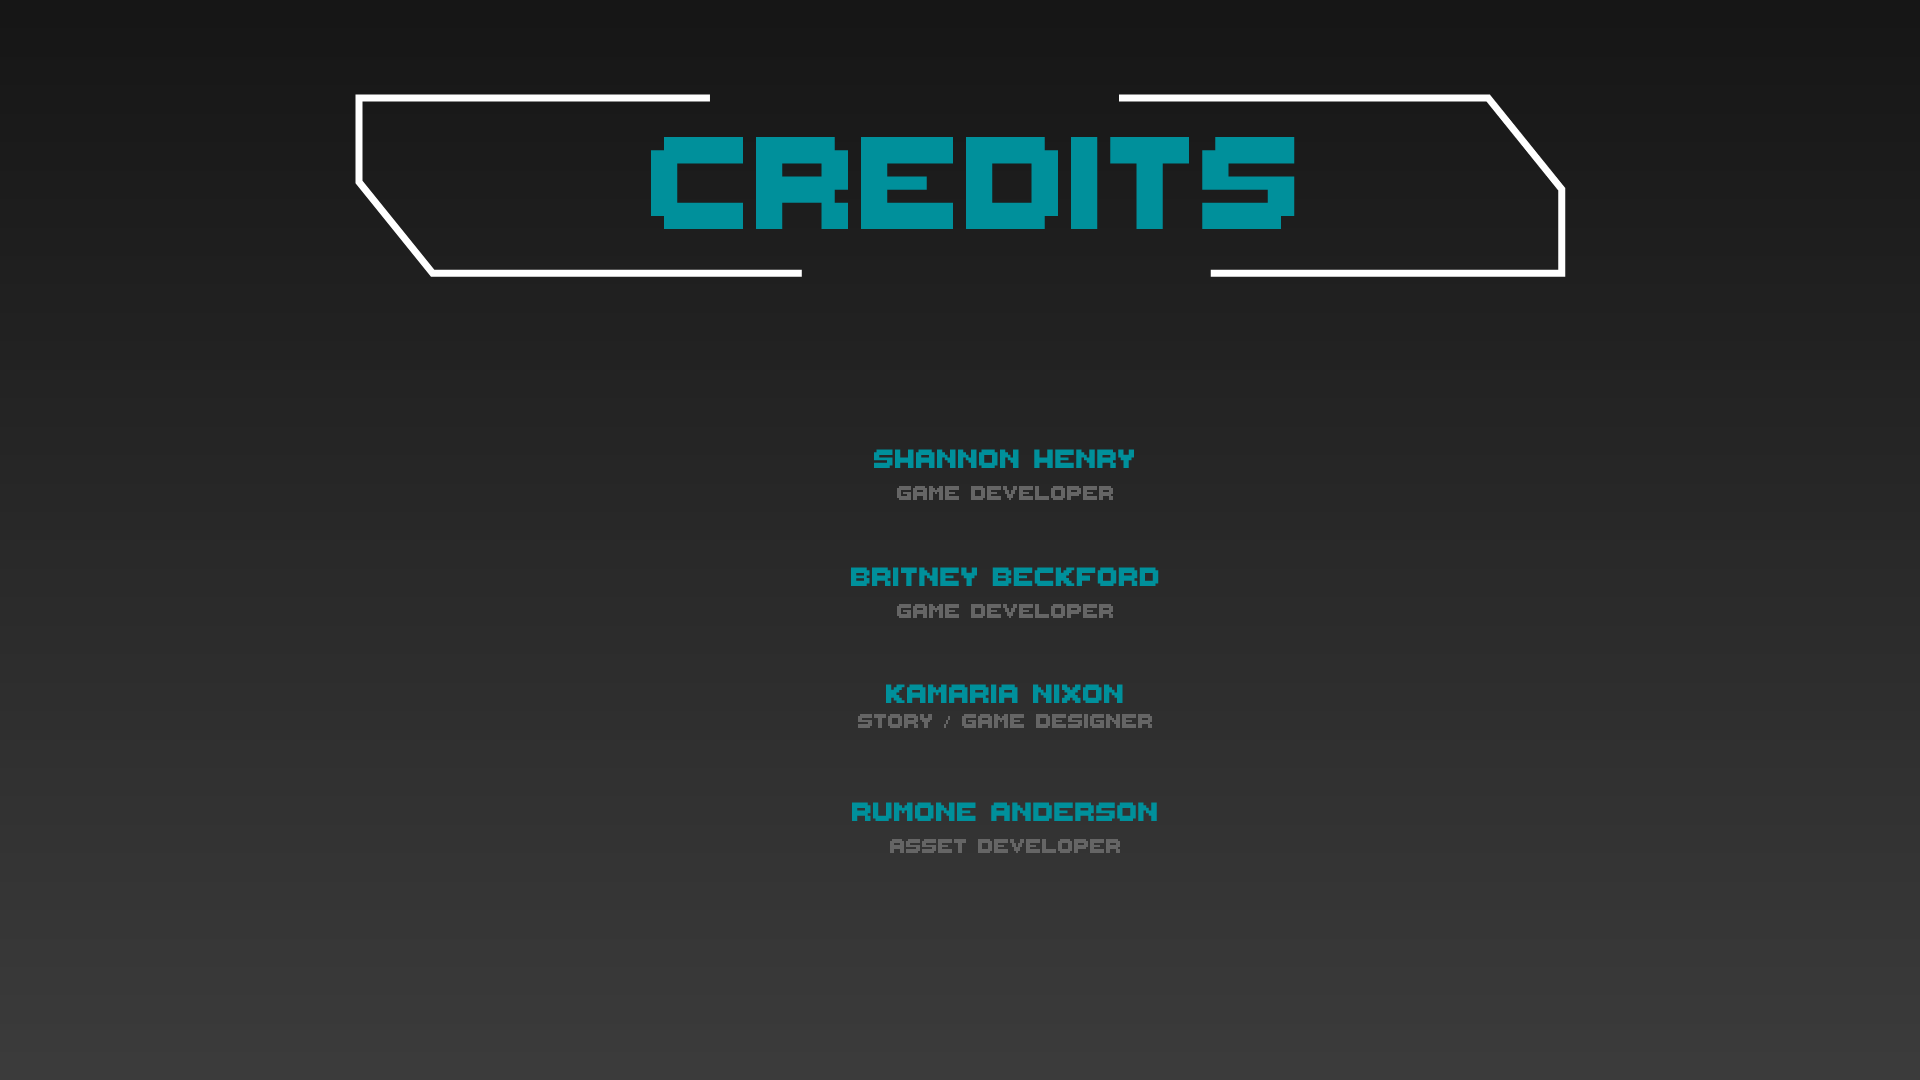 CREDITS
SHANNON HENRY
GAME DEVELOPER
BRITNEY BECKFORD
GAME DEVELOPER
KAMARIA NIXON
STORY / GAME DESIGNER
RUMONE ANDERSON
ASSET DEVELOPER